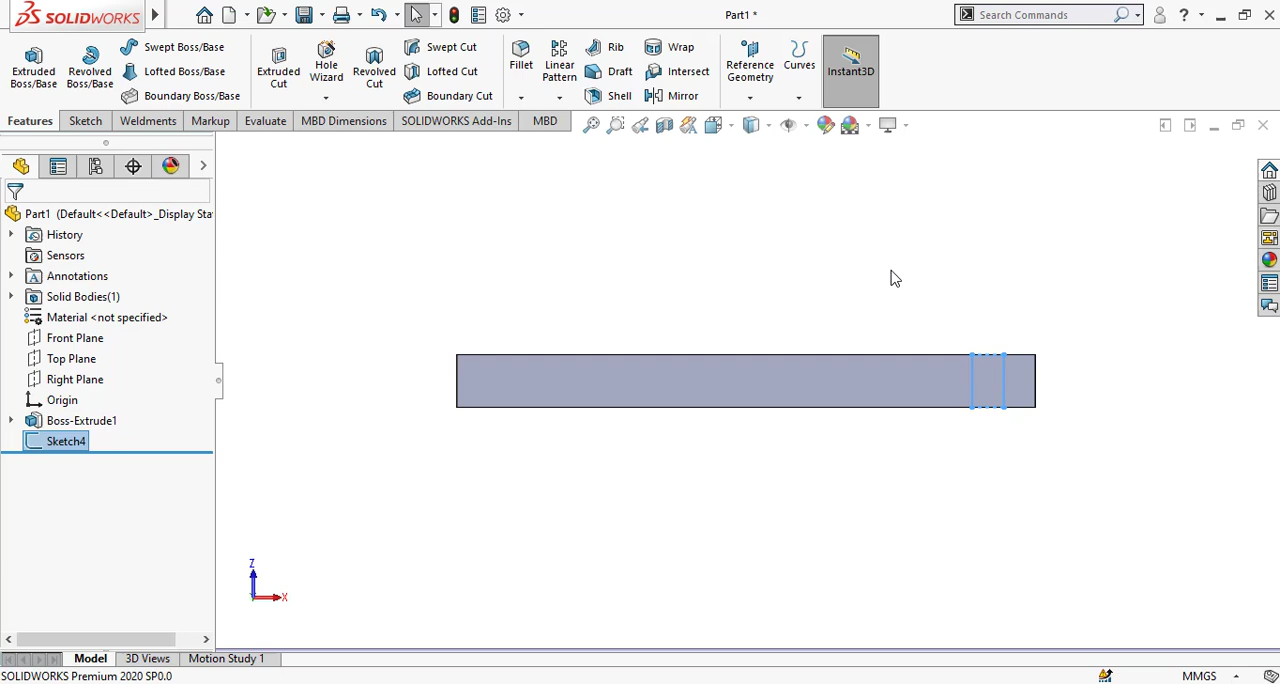 SOLIDWORKS
Part1 *
Search Commands
Extruded Boss/Base
Revolved Boss/Base
Swept Boss/Base
Lofted Boss/Base
Boundary Boss/Base
Extruded Cut
Hole Wizard
Revolved Cut
Swept Cut
Lofted Cut
Boundary Cut
Fillet
Linear Pattern
Rib
Draft
Shell
Wrap
Intersect
Mirror
Reference Geometry
Curves
Instant3D
Features
Sketch
Weldments
Markup
Evaluate
MBD Dimensions
SOLIDWORKS Add-Ins
MBD
Part1 (Default<<Default>_Display Sta
History
Sensors
Annotations
Solid Bodies(1)
Material <not specified>
Front Plane
Top Plane
Right Plane
Origin
Boss-Extrude1
Sketch4
Z
X
Model
3D Views
Motion Study 1
SOLIDWORKS Premium 2020 SP0.0
MMGS